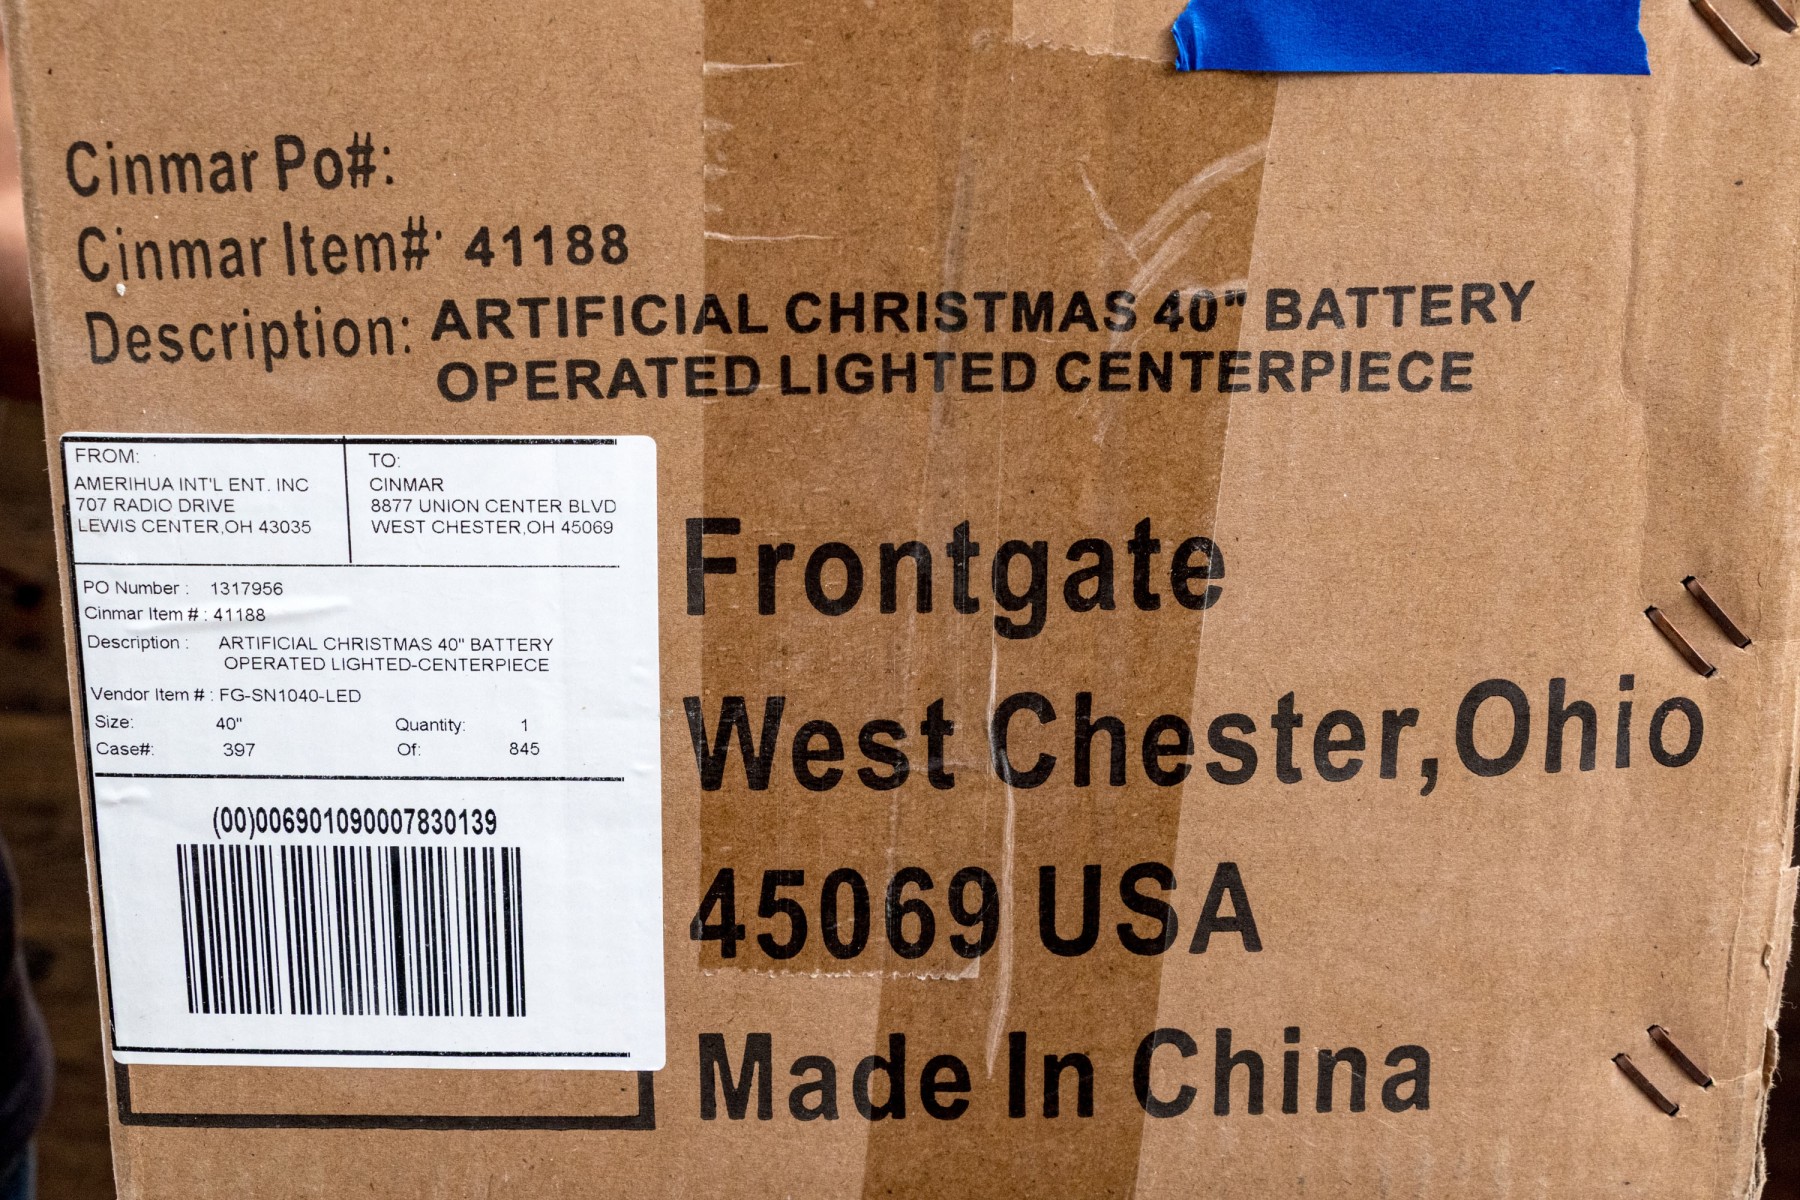 Cinmar Po#:
Cinmar Item#: 41188
Description: ARTIFICIAL CHRISTMAS 40" BATTERY
OPERATED LIGHTED CENTERPIECE
FROM:
AMERIHUA INT'L ENT. INC
707 RADIO DRIVE
LEWIS CENTER,OH 43035
TO:
CINMAR
8877 UNION CENTER BLVD
WEST CHESTER,OH 45069
PO Number : 1317956
Cinmar Item # : 41188
Description : ARTIFICIAL CHRISTMAS 40" BATTERY
OPERATED LIGHTED-CENTERPIECE
Vendor Item # : FG-SN1040-LED
Size: 40" Quantity: 1
Case#: 397 Of: 845
(00)006901090007830139
Frontgate
West Chester,Ohio
45069 USA
Made In China